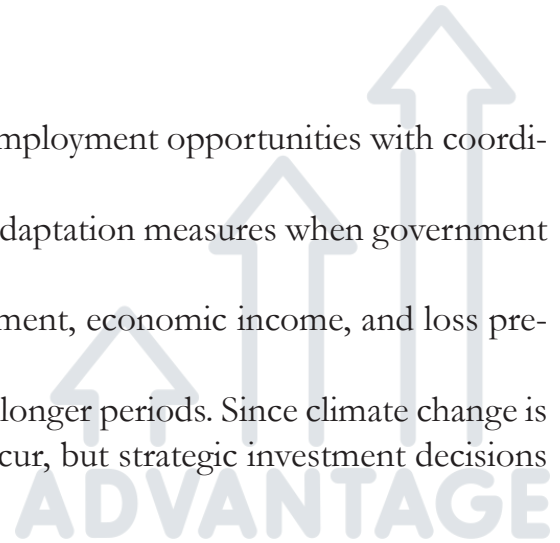 mployment opportunities with coordi-
daptation measures when government
ment, economic income, and loss pre-
longer periods. Since climate change is
cur, but strategic investment decisions
ADVANTAGE